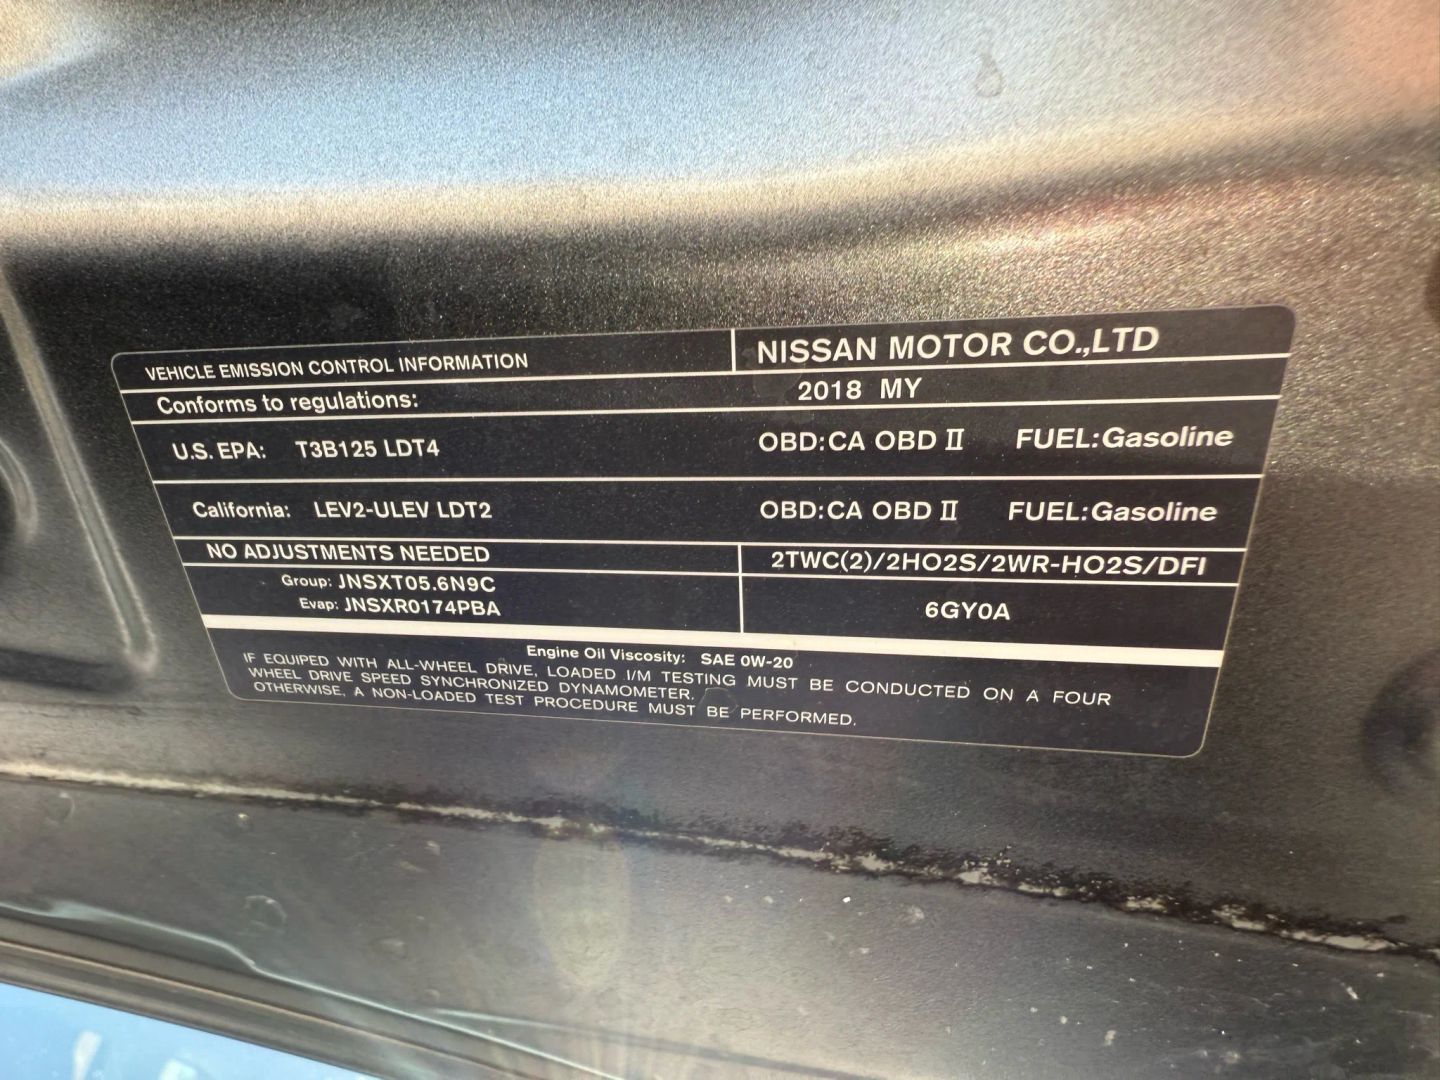 VEHICLE EMISSION CONTROL INFORMATION
NISSAN MOTOR CO.,LTD
Conforms to regulations:
2018 MY
U.S. EPA: T3B125 LDT4 OBD:CA OBD II FUEL:Gasoline
California: LEV2-ULEV LDT2 OBD:CA OBD II FUEL:Gasoline
NO ADJUSTMENTS NEEDED
2TWC(2)/2HO2S/2WR-HO2S/DFI
Group: JNSXT05.6N9C
Evap: JNSXR0174PBA
6GY0A
Engine Oil Viscosity: SAE 0W-20
IF EQUIPED WITH ALL-WHEEL DRIVE, LOADED I/M TESTING MUST BE CONDUCTED ON A FOUR
WHEEL DRIVE SPEED SYNCHRONIZED DYNAMOMETER.
OTHERWISE, A NON-LOADED TEST PROCEDURE MUST BE PERFORMED.